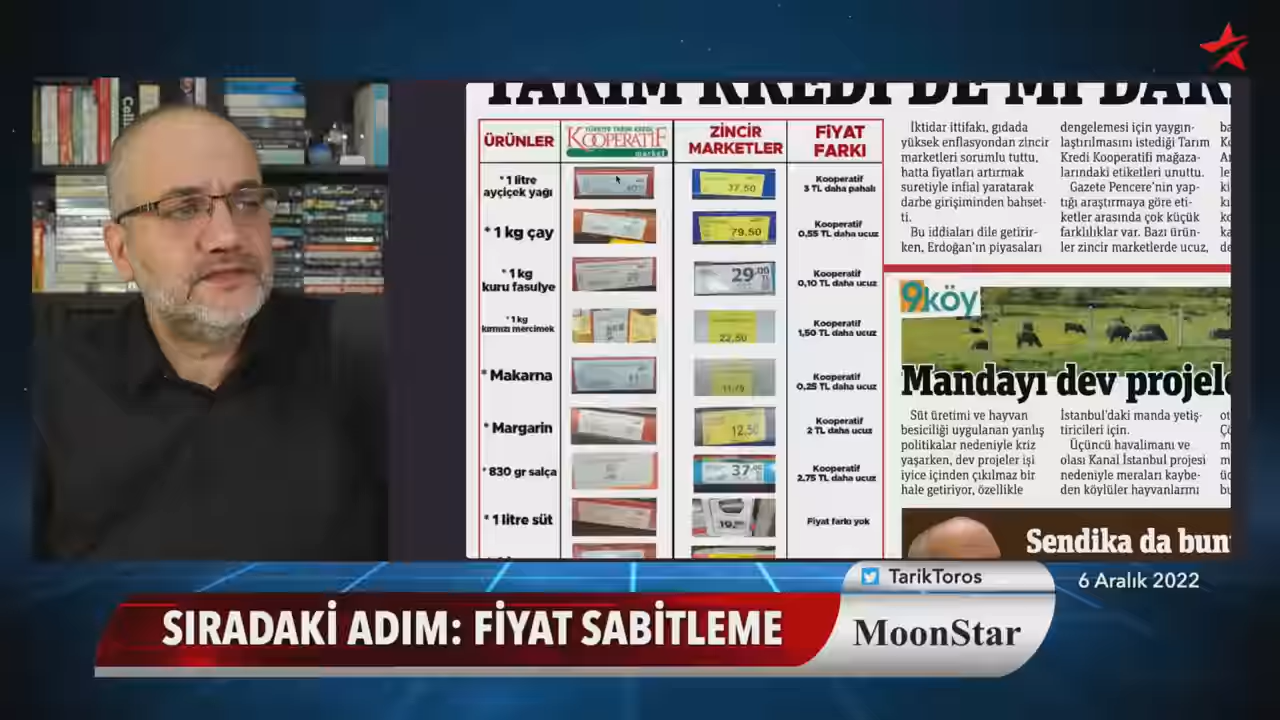 TARIM KREDİ'DE Mİ DAR
ÜRÜNLER
TÜRKİYE TARIM KREDİ
KOOPERATİF
market
ZİNCİR
MARKETLER
FİYAT
FARKI
* 1 litre
ayçiçek yağı
37.50
Kooperatif
3 TL daha pahalı
* 1 kg çay
79.50
Kooperatif
0,55 TL daha ucuz
* 1 kg
kuru fasulye
29.00
Kooperatif
0,10 TL daha ucuz
* 1 kg
kırmızı mercimek
22.50
Kooperatif
1,50 TL daha ucuz
* Makarna
Kooperatif
0,25 TL daha ucuz
* Margarin
12.50
Kooperatif
2 TL daha ucuz
* 830 gr salça
37
Kooperatif
2.75 TL daha ucuz
* 1 litre süt
Fiyat farkı yok
İktidar ittifakı, gıdada
yüksek enflasyondan zincir
marketleri sorumlu tuttu,
hatta fiyatları artırmak
suretiyle infial yaratarak
darbe girişiminden bahset-
ti.
Bu iddiaları dile getirir-
ken, Erdoğan'ın piyasaları
dengelemesi için yaygın-
laştırılmasını istediği Tarım
Kredi Kooperatifi mağaza-
larındaki etiketleri unuttu.
Gazete Pencere'nin yap-
tığı araştırmaya göre eti-
ketler arasında çok küçük
farklılıklar var. Bazı ürün-
ler zincir marketlerde ucuz,
9köy
Mandayı dev projele
Süt üretimi ve hayvan
besiciliği uygulanan yanlış
politikalar nedeniyle kriz
yaşarken, dev projeler işi
iyice içinden çıkılmaz bir
hale getiriyor, özellikle
İstanbul'daki manda yetiş-
tiricileri için.
Üçüncü havalimanı ve
olası Kanal İstanbul projesi
nedeniyle meraları kaybe-
den köylüler hayvanlarını
Sendika da bun
TarikToros
6 Aralık 2022
SIRADAKİ ADIM: FİYAT SABİTLEME
MoonStar